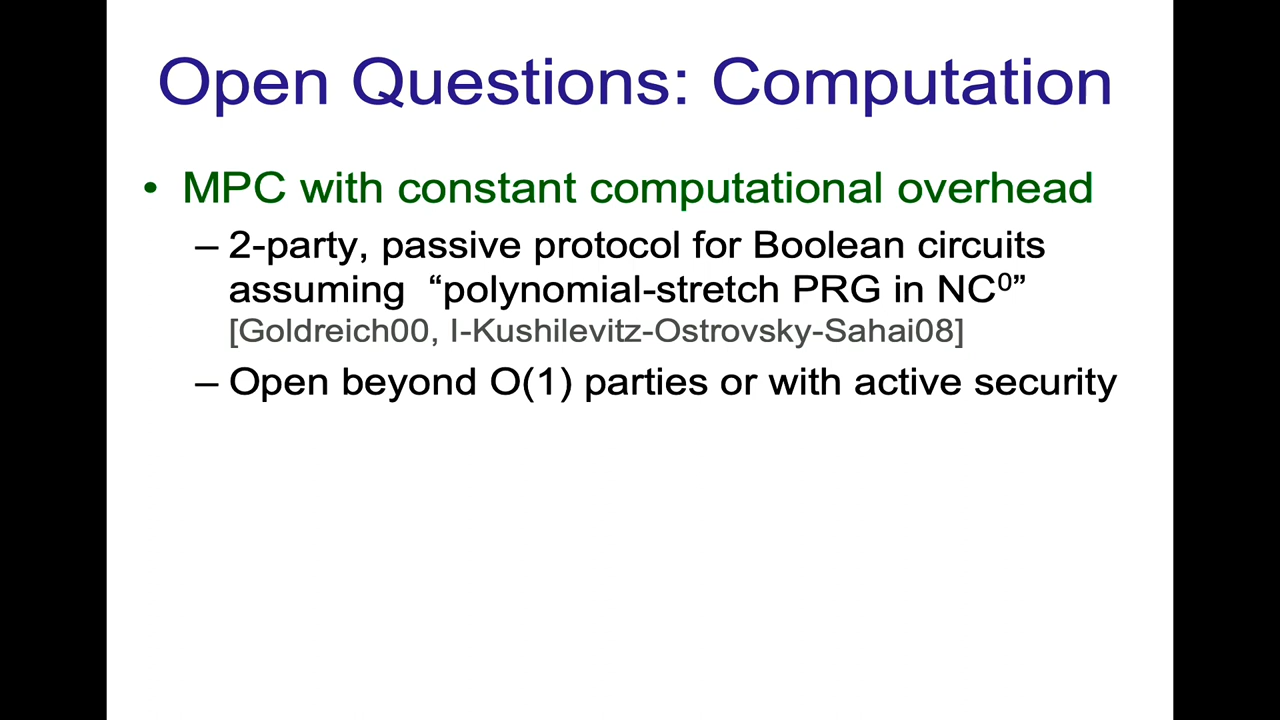 Open Questions: Computation
• MPC with constant computational overhead
– 2-party, passive protocol for Boolean circuits
assuming “polynomial-stretch PRG in NC⁰”
[Goldreich00, I-Kushilevitz-Ostrovsky-Sahai08]
– Open beyond O(1) parties or with active security